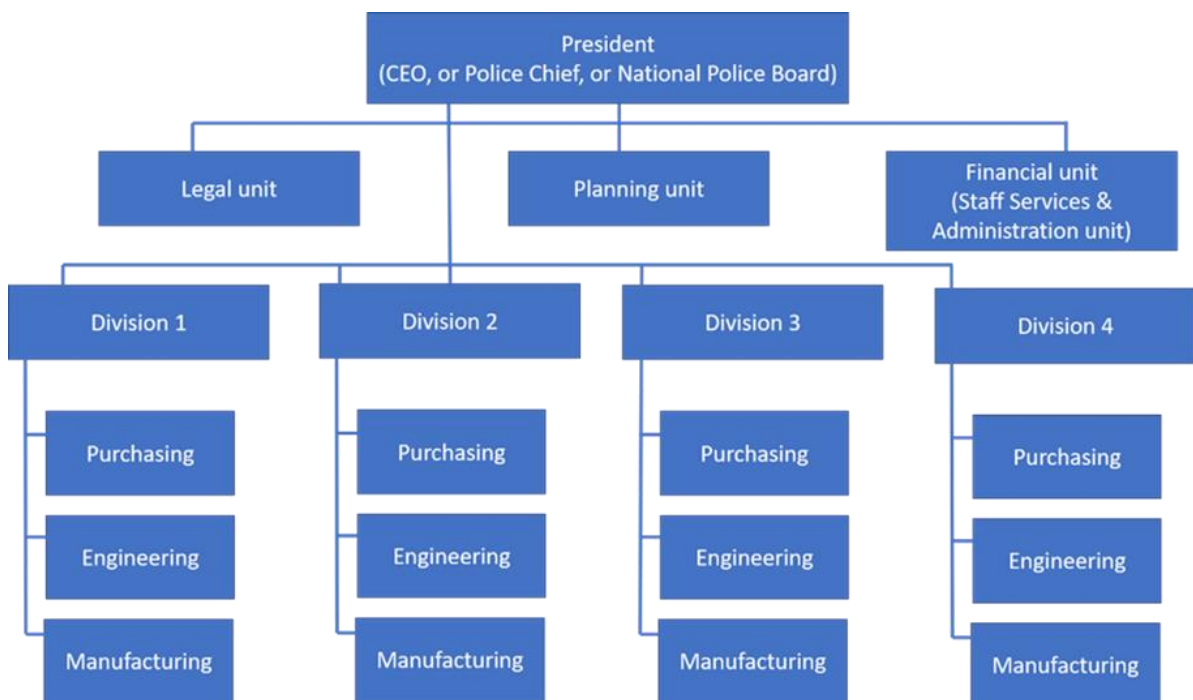 President
(CEO, or Police Chief, or National Police Board)
Legal unit
Planning unit
Financial unit
(Staff Services &
Administration unit)
Division 1
Division 2
Division 3
Division 4
Purchasing
Purchasing
Purchasing
Purchasing
Engineering
Engineering
Engineering
Engineering
Manufacturing
Manufacturing
Manufacturing
Manufacturing